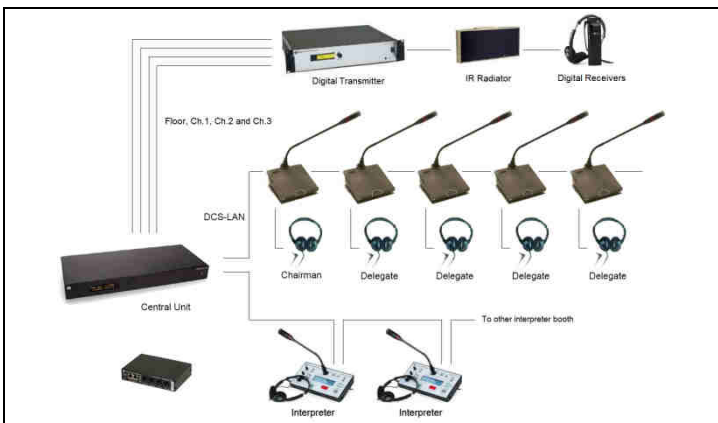 Digital Transmitter
IR Radiator
Digital Receivers
Floor, Ch.1, Ch.2 and Ch.3
DCS-LAN
Chairman
Delegate
Delegate
Delegate
Delegate
Central Unit
To other interpreter booth
Interpreter
Interpreter